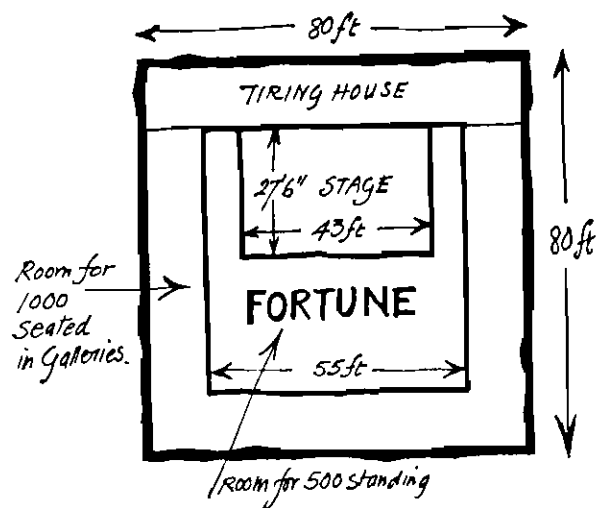 80ft
TIRING HOUSE
27'6" STAGE
43ft
80ft
Room for
1000
Seated
in Galleries.
FORTUNE
55ft
Room for 500 standing